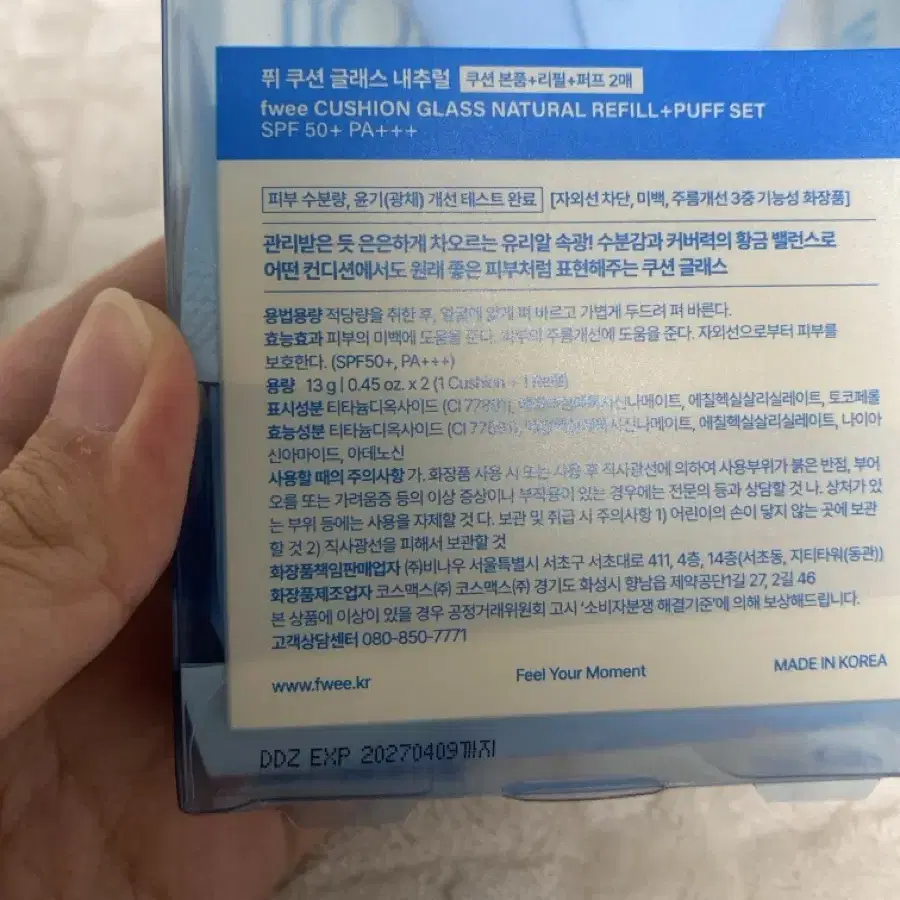 퓌 쿠션 글래스 내추럴 쿠션 본품+리필+퍼프 2매
fwee CUSHION GLASS NATURAL REFILL+PUFF SET
SPF 50+ PA+++
피부 수분량, 윤기(광채) 개선 테스트 완료 [자외선 차단, 미백, 주름개선 3중 기능성 화장품]
관리받은 듯 은은하게 차오르는 유리알 속광! 수분감과 커버력의 황금 밸런스로
어떤 컨디션에서도 원래 좋은 피부처럼 표현해주는 쿠션 글래스
용법용량 적당량을 취한 후, 얼굴에 얇게 펴 바르고 가볍게 두드려 펴 바른다.
효능효과 피부의 미백에 도움을 준다. 피부의 주름개선에 도움을 준다. 자외선으로부터 피부를
보호한다. (SPF50+, PA+++)
용량 13 g | 0.45 oz. x 2 (1 Cushion + 1 Refill)
표시성분 티타늄디옥사이드 (CI 77891), 에칠헥실메톡시신나메이트, 에칠헥실살리실레이트, 토코페롤
효능성분 티타늄디옥사이드 (CI 77891), 에칠헥실메톡시신나메이트, 에칠헥실살리실레이트, 나이아
신아마이드, 아데노신
사용할 때의 주의사항 가. 화장품 사용 시 또는 사용 후 직사광선에 의하여 사용부위가 붉은 반점, 부어
오름 또는 가려움증 등의 이상 증상이나 부작용이 있는 경우에는 전문의 등과 상담할 것 나. 상처가 있
는 부위 등에는 사용을 자제할 것 다. 보관 및 취급 시 주의사항 1) 어린이의 손이 닿지 않는 곳에 보관
할 것 2) 직사광선을 피해서 보관할 것
화장품책임판매업자 (주)비나우 서울특별시 서초구 서초대로 411, 4층, 14층(서초동, 지티타워(동관))
화장품제조업자 코스맥스(주) 코스맥스(주) 경기도 화성시 향남읍 제약공단1길 27, 2길 46
본 상품에 이상이 있을 경우 공정거래위원회 고시 '소비자분쟁 해결기준'에 의해 보상해드립니다.
고객상담센터 080-850-7771
www.fwee.kr Feel Your Moment MADE IN KOREA
DDZ EXP 20270409까지